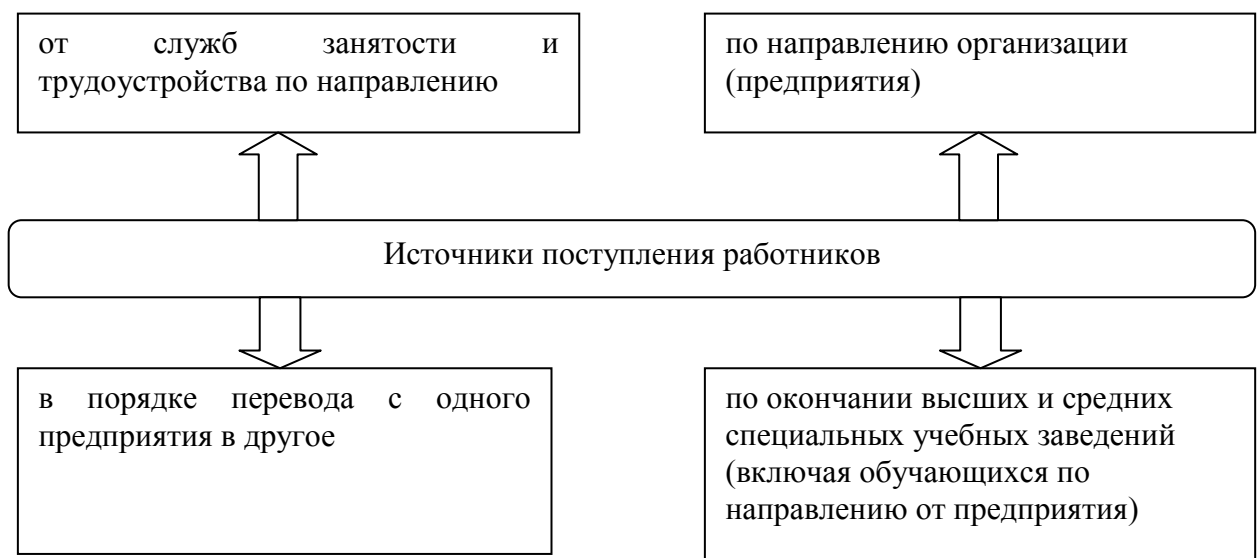 от служб занятости и
трудоустройства по направлению
по направлению организации
(предприятия)
Источники поступления работников
в порядке перевода с одного
предприятия в другое
по окончании высших и средних
специальных учебных заведений
(включая обучающихся по
направлению от предприятия)